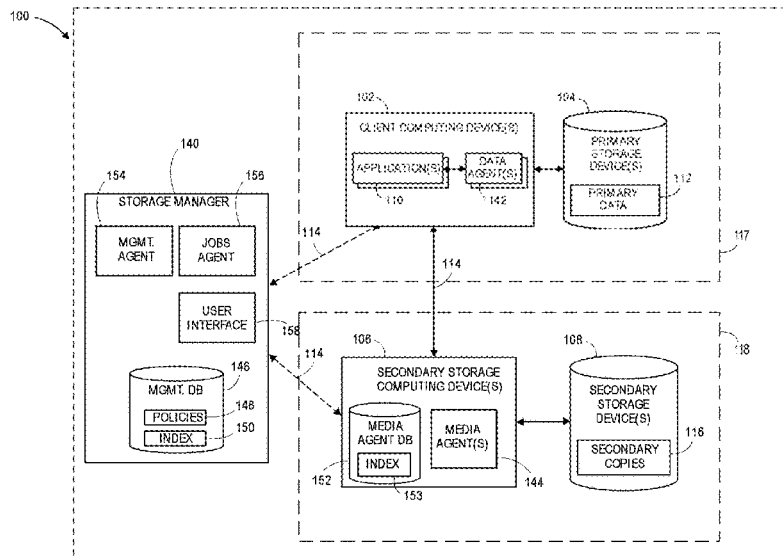 100
102
CLIENT COMPUTING DEVICE(S)
APPLICATION(S)
DATA
AGENT(S)
110
142
104
PRIMARY
STORAGE
DEVICE(S)
PRIMARY
DATA
112
117
140
154
156
STORAGE MANAGER
MGMT.
AGENT
JOBS
AGENT
USER
INTERFACE
158
146
MGMT. DB
POLICIES
148
INDEX
150
114
114
114
106
SECONDARY STORAGE
COMPUTING DEVICE(S)
MEDIA
AGENT DB
INDEX
152
153
MEDIA
AGENT(S)
144
108
SECONDARY
STORAGE
DEVICE(S)
SECONDARY
COPIES
116
118